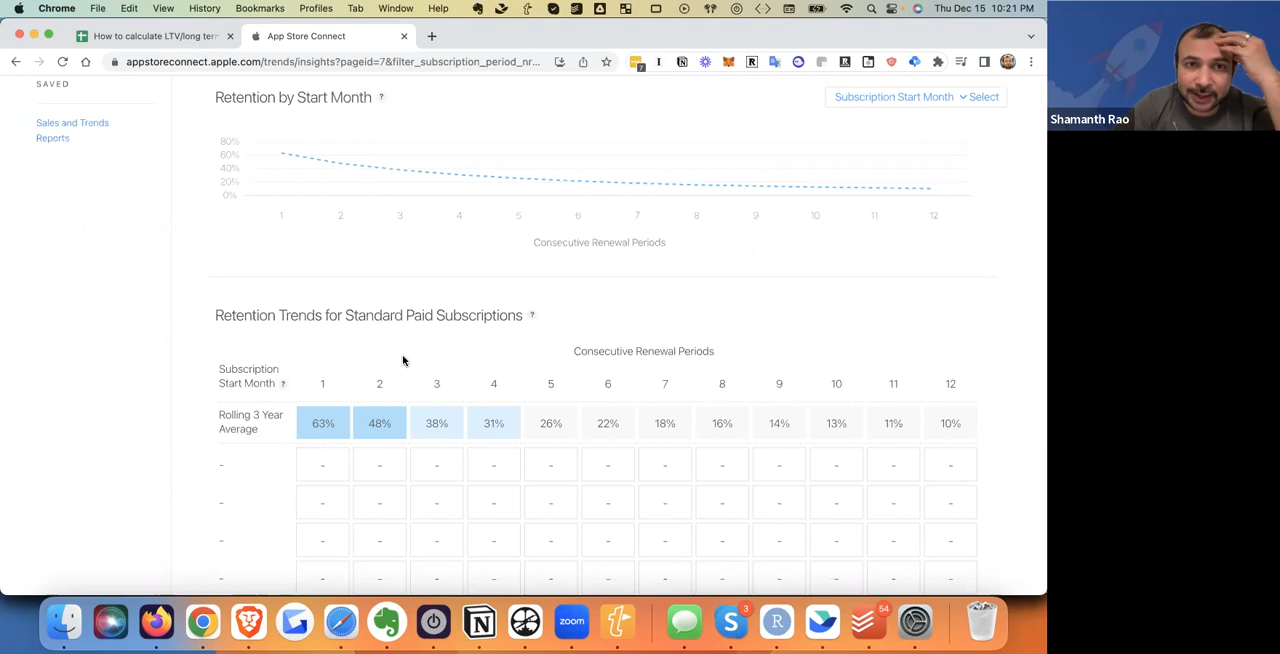 Chrome File Edit View History Bookmarks Profiles Tab Window Help Thu Dec 15 10:21 PM
How to calculate LTV/long ter
App Store Connect
appstoreconnect.apple.com/trends/insights?pageid=7&filter_subscription_period_nr...
7
SAVED
Sales and Trends
Reports
Retention by Start Month ?
Subscription Start Month Select
80%
60%
40%
20%
0%
1 2 3 4 5 6 7 8 9 10 11 12
Consecutive Renewal Periods
Retention Trends for Standard Paid Subscriptions ?
Consecutive Renewal Periods
Subscription
Start Month ? 1 2 3 4 5 6 7 8 9 10 11 12
Rolling 3 Year
Average 63% 48% 38% 31% 26% 22% 18% 16% 14% 13% 11% 10%
- - - - - - - - - - - - -
- - - - - - - - - - - - -
- - - - - - - - - - - - -
- - - - - - - - - - - - -
Shamanth Rao
zoom
3
54